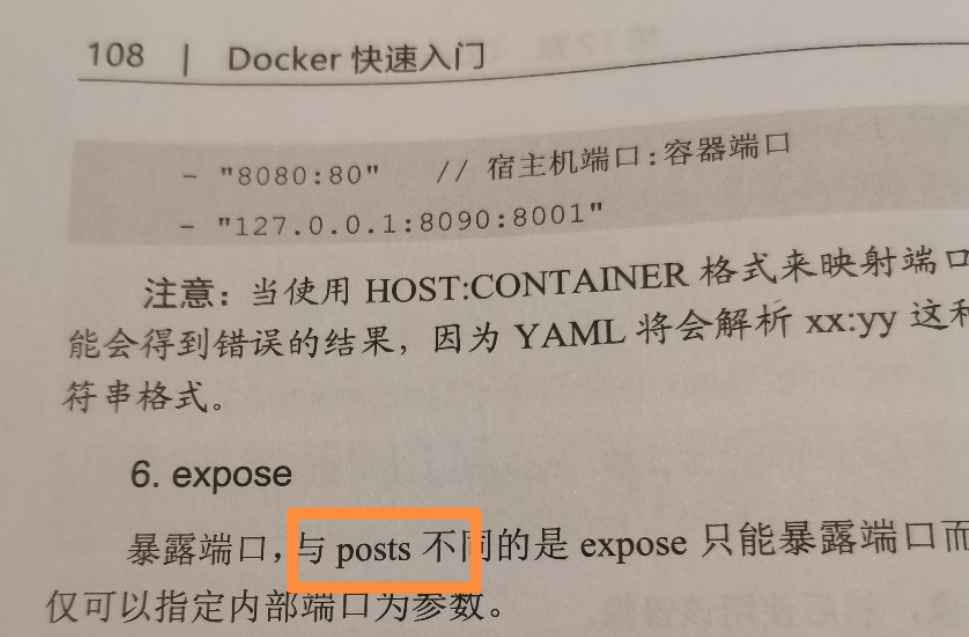 108 | Docker 快速入门
- "8080:80" // 宿主机端口:容器端口
- "127.0.0.1:8090:8001"
注意：当使用 HOST:CONTAINER 格式来映射端口
能会得到错误的结果，因为 YAML 将会解析 xx:yy 这
符串格式。
6. expose
暴露端口，与 posts 不同的是 expose 只能暴露端口而
仅可以指定内部端口为参数。